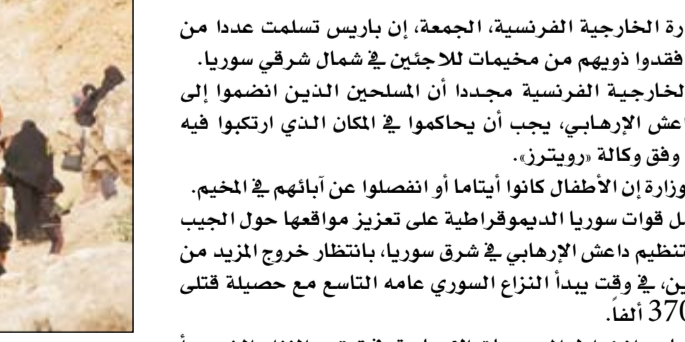 رة الخارجية الفرنسية، الجمعة، إن باريس تسلمت عددا من
فقدوا ذويهم من مخيمات للاجئين في شمال شرقي سوريا.
لخارجية الفرنسية مجددا أن المسلحين الذين انضموا إلى
عش الإرهابي، يجب أن يحاكموا في المكان الذي ارتكبوا فيه
وفق وكالة «رويترز».
وزارة إن الأطفال كانوا أيتاما أو انفصلوا عن آبائهم في المخيم.
ل قوات سوريا الديموقراطية على تعزيز مواقعها حول الجيب
تنظيم داعش الإرهابي في شرق سوريا، بانتظار خروج المزيد من
ين، في وقت يبدأ النزاع السوري عامه التاسع مع حصيلة قتلى
370 ألفاً.